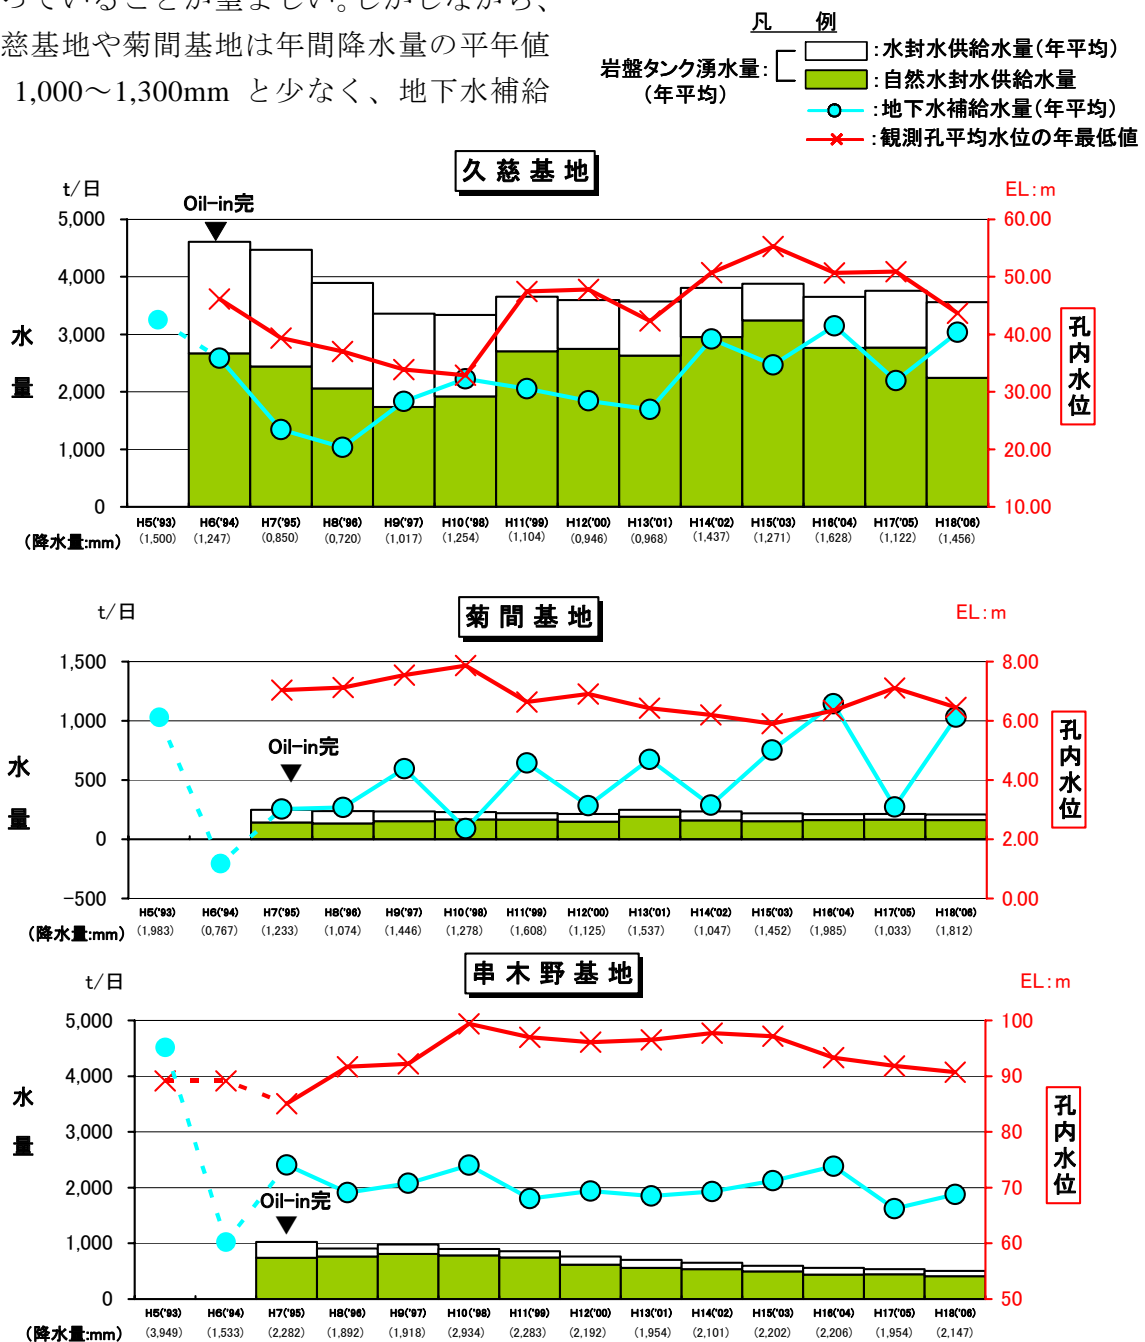 っていることが望ましい。しかしながら、
慈基地や菊間基地は年間降水量の平年値
1,000～1,300mm と少なく、地下水補給
凡　例
岩盤タンク湧水量：
（年平均）
：水封水供給水量（年平均）
：自然水封水供給水量
：地下水補給水量（年平均）
：観測孔平均水位の年最低値
久慈基地
t/日
EL：m
Oil-in完
5,000
4,000
3,000
2,000
1,000
0
60.00
50.00
40.00
30.00
20.00
10.00
水量
孔内水位
H5('93) H6('94) H7('95) H8('96) H9('97) H10('98) H11('99) H12('00) H13('01) H14('02) H15('03) H16('04) H17('05) H18('06)
（降水量:mm） （1,500） （1,247） （0,850） （0,720） （1,017） （1,254） （1,104） （0,946） （0,968） （1,437） （1,271） （1,628） （1,122） （1,456）
菊間基地
t/日
EL：m
Oil-in完
1,500
1,000
500
0
-500
8.00
6.00
4.00
2.00
0.00
水量
孔内水位
H5('93) H6('94) H7('95) H8('96) H9('97) H10('98) H11('99) H12('00) H13('01) H14('02) H15('03) H16('04) H17('05) H18('06)
（降水量:mm） （1,983） （0,767） （1,233） （1,074） （1,446） （1,278） （1,608） （1,125） （1,537） （1,047） （1,452） （1,985） （1,033） （1,812）
串木野基地
t/日
EL：m
Oil-in完
5,000
4,000
3,000
2,000
1,000
0
100
90
80
70
60
50
水量
孔内水位
H5('93) H6('94) H7('95) H8('96) H9('97) H10('98) H11('99) H12('00) H13('01) H14('02) H15('03) H16('04) H17('05) H18('06)
（降水量:mm） （3,949） （1,533） （2,282） （1,892） （1,918） （2,934） （2,283） （2,192） （1,954） （2,101） （2,202） （2,206） （1,954） （2,147）